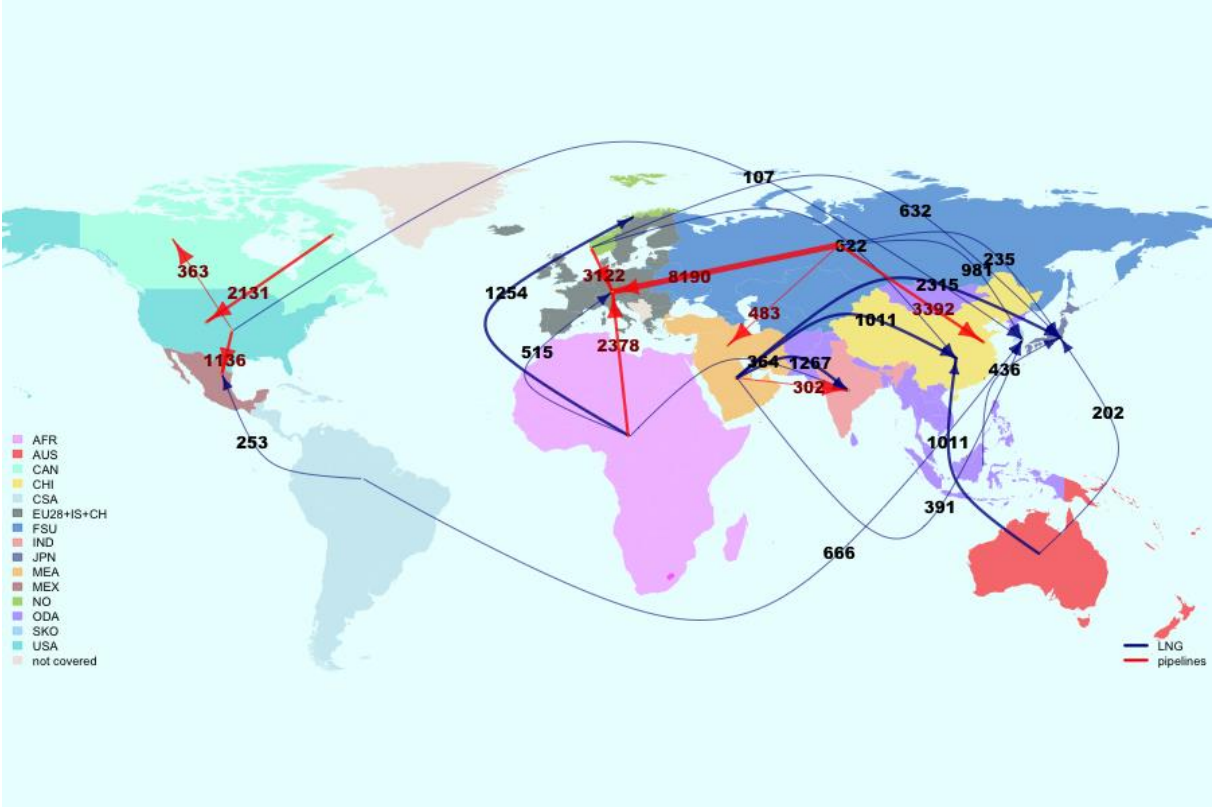 107
632
622
235
981
363
3122
8190
2131
1254
2315
3392
483
1011
1136
515
2378
364
1267
436
302
202
253
1011
391
666
AFR
AUS
CAN
CHI
CSA
EU28+IS+CH
FSU
IND
JPN
MEA
MEX
NO
ODA
SKO
USA
not covered
LNG
pipelines